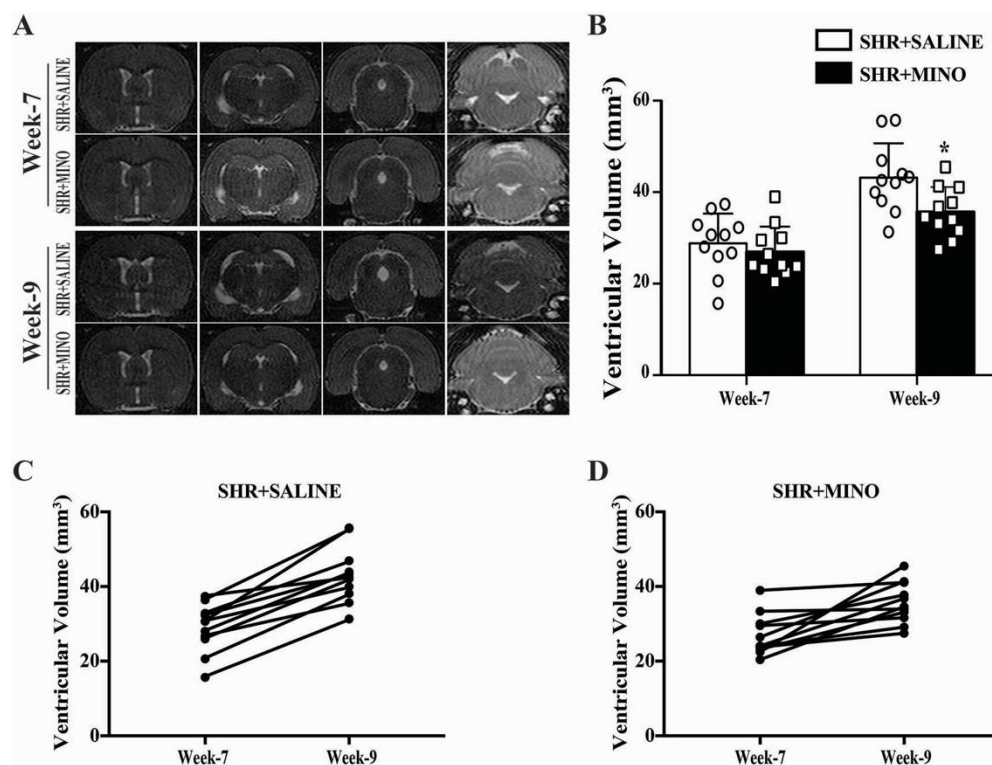 A
Week-7
SHR+SALINE
SHR+MINO
Week-9
SHR+SALINE
SHR+MINO
B
SHR+SALINE
SHR+MINO
Ventricular Volume (mm³)
60
40
20
0
*
Week-7
Week-9
C
SHR+SALINE
Ventricular Volume (mm³)
60
40
20
0
Week-7
Week-9
D
SHR+MINO
Ventricular Volume (mm³)
60
40
20
0
Week-7
Week-9